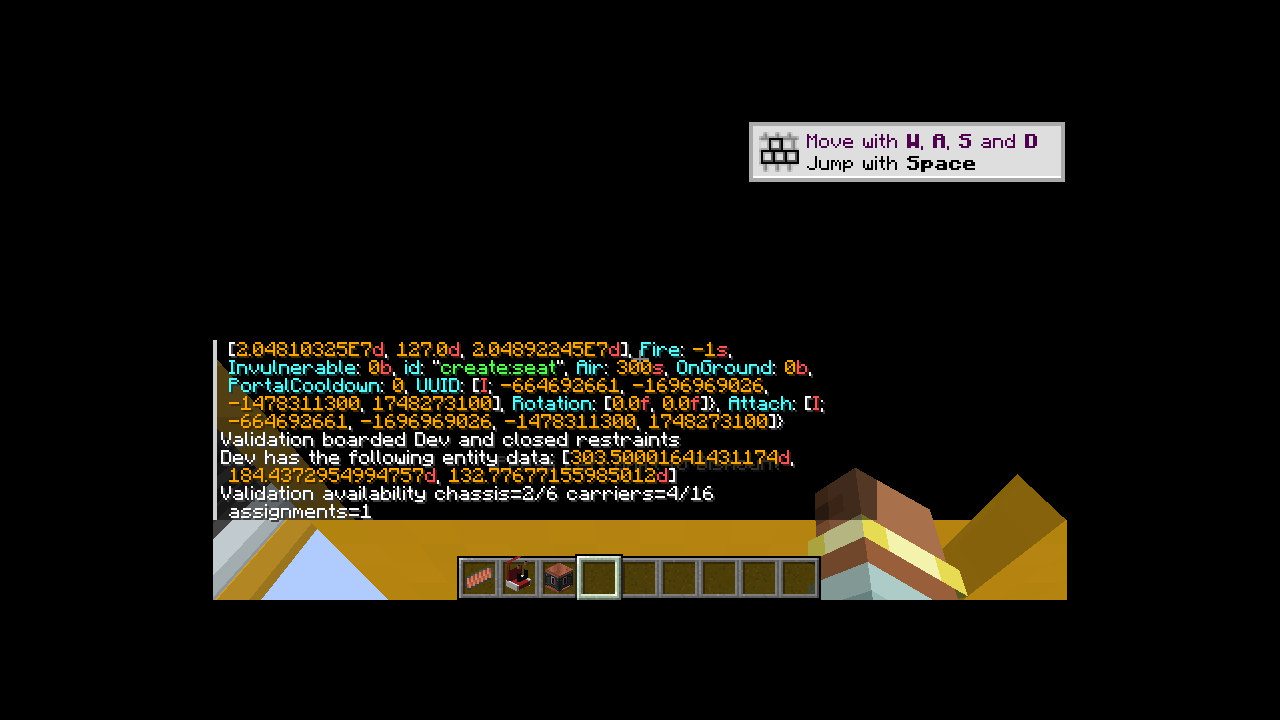 Move with W, A, S and D
Jump with Space
[2.04810325E7d, 127.0d, 2.04892245E7d], Fire: -1s,
Invulnerable: 0b, id: "create:seat", Air: 300s, OnGround: 0b,
PortalCooldown: 0, UUID: [I; -664692661, -1696969026,
-1478311300, 1748273100], Rotation: [0.0f, 0.0f]}, Attach: [I;
-664692661, -1696969026, -1478311300, 1748273100]}
Validation boarded Dev and closed restraints
Dev has the following entity data: [303.50001641431174d,
184.4372954994757d, 132.77677155985012d]
Validation availability chassis=2/6 carriers=4/16
assignments=1